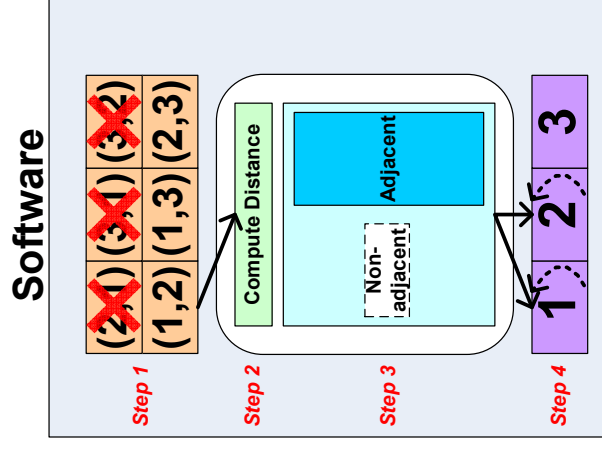 Software
Step 1
(2,1) (3,1) (3,2)
(1,2) (1,3) (2,3)
Step 2
Compute Distance
Step 3
Non-
adjacent
Adjacent
Step 4
1 2 3